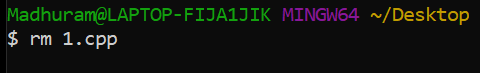 Madhuram@LAPTOP-FIJA1JIK MINGW64 ~/Desktop
$ rm 1.cpp